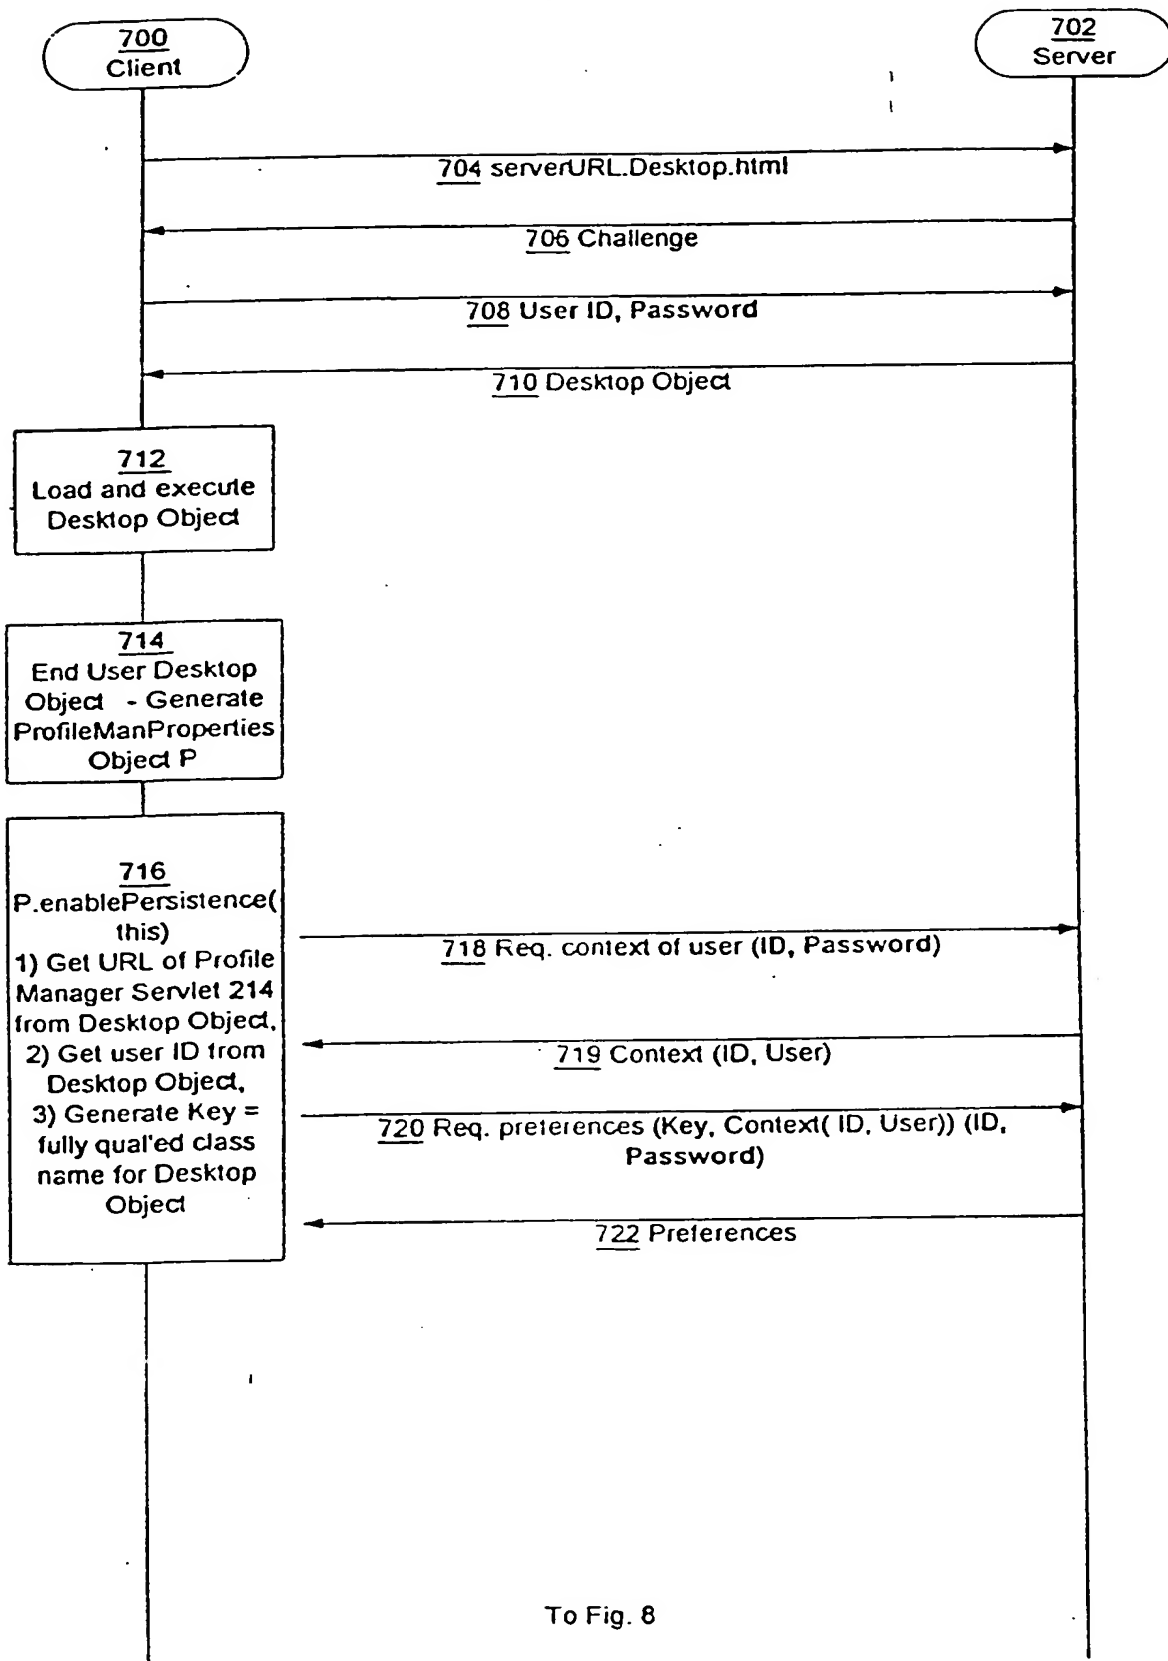 700
Client
702
Server
704 serverURL.Desktop.html
706 Challenge
708 User ID, Password
710 Desktop Object
712
Load and execute
Desktop Object
714
End User Desktop
Object - Generate
ProfileManProperties
Object P
716
P.enablePersistence(
this)
1) Get URL of Profile
Manager Servlet 214
from Desktop Object,
2) Get user ID from
Desktop Object,
3) Generate Key =
fully qual'ed class
name for Desktop
Object
718 Req. context of user (ID, Password)
719 Context (ID, User)
720 Req. preferences (Key, Context( ID, User)) (ID,
Password)
722 Preferences
To Fig. 8